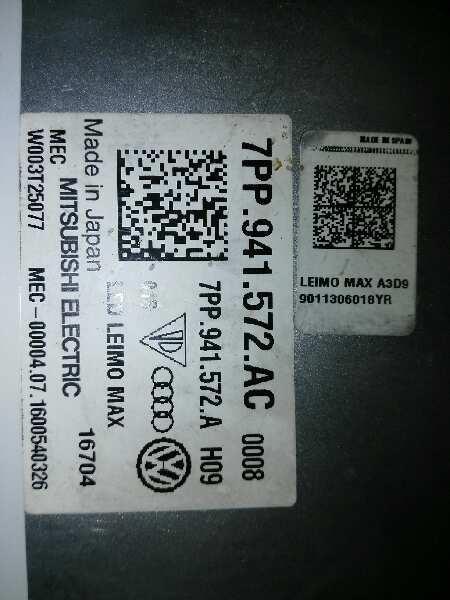 7PP.941.572.AC 0008
7PP.941.572.A H09
LEIMO MAX
Made in Japan
MITSUBISHI ELECTRIC 16704
MEC MEC-00004.07.1600540326
W003T25077
MADE IN SPAIN
LEIMO MAX A3D9
9011306018YR